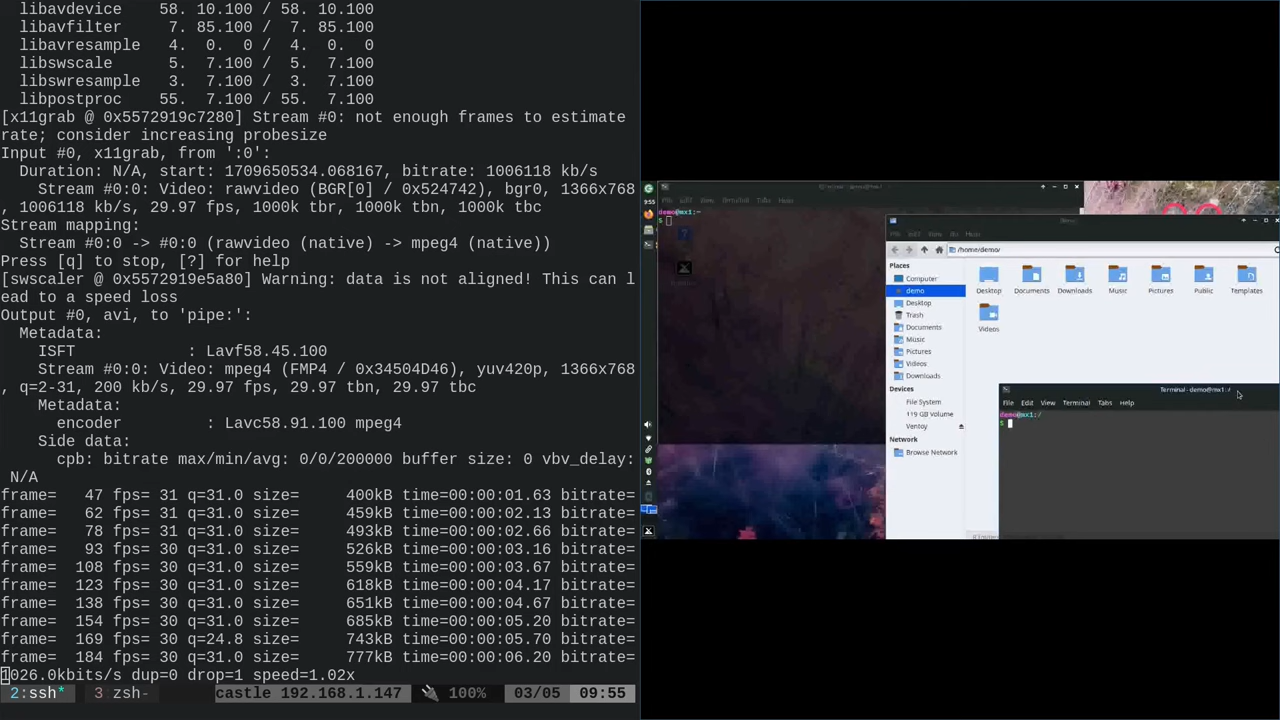 libavdevice    58. 10.100 / 58. 10.100
libavfilter     7. 85.100 /  7. 85.100
libavresample   4.  0.  0 /  4.  0.  0
libswscale      5.  7.100 /  5.  7.100
libswresample   3.  7.100 /  3.  7.100
libpostproc    55.  7.100 / 55.  7.100
[x11grab @ 0x5572919c7280] Stream #0: not enough frames to estimate
rate; consider increasing probesize
Input #0, x11grab, from ':0':
Duration: N/A, start: 1709650534.068167, bitrate: 1006118 kb/s
Stream #0:0: Video: rawvideo (BGR[0] / 0x524742), bgr0, 1366x768
, 1006118 kb/s, 29.97 fps, 1000k tbr, 1000k tbn, 1000k tbc
Stream mapping:
Stream #0:0 -> #0:0 (rawvideo (native) -> mpeg4 (native))
Press [q] to stop, [?] for help
[swscaler @ 0x5572919e0b80] Warning: data is not aligned! This can l
ead to a speed loss
Output #0, avi, to 'pipe:':
Metadata:
ISFT            : Lavf58.45.100
Stream #0:0: Video: mpeg4 (FMP4 / 0x34504D46), yuv420p, 1366x768
, q=2-31, 200 kb/s, 29.97 fps, 29.97 tbn, 29.97 tbc
Metadata:
encoder         : Lavc58.91.100 mpeg4
Side data:
cpb: bitrate max/min/avg: 0/0/200000 buffer size: 0 vbv_delay:
N/A
frame=   47 fps= 31 q=31.0 size=     400kB time=00:00:01.63 bitrate=
frame=   62 fps= 31 q=31.0 size=     459kB time=00:00:02.13 bitrate=
frame=   78 fps= 31 q=31.0 size=     493kB time=00:00:02.66 bitrate=
frame=   93 fps= 30 q=31.0 size=     526kB time=00:00:03.16 bitrate=
frame=  108 fps= 30 q=31.0 size=     559kB time=00:00:03.67 bitrate=
frame=  123 fps= 30 q=31.0 size=     618kB time=00:00:04.17 bitrate=
frame=  138 fps= 30 q=31.0 size=     651kB time=00:00:04.67 bitrate=
frame=  154 fps= 30 q=31.0 size=     685kB time=00:00:05.20 bitrate=
frame=  169 fps= 30 q=24.8 size=     743kB time=00:00:05.70 bitrate=
frame=  184 fps= 30 q=31.0 size=     777kB time=00:00:06.20 bitrate=
1026.0kbits/s dup=0 drop=1 speed=1.02x
2:ssh* 3:zsh- castle 192.168.1.147 100% 03/05 09:55
9:55
File Edit View Terminal Tabs Help
demo@mx1:~
$
/home/demo/
Places
Computer
demo
Desktop
Trash
Documents
Music
Pictures
Videos
Downloads
Devices
File System
119 GB Volume
Ventoy
Network
Browse Network
Desktop Documents Downloads Music Pictures Public Templates
Videos
Terminal - demo@mx1:/
File Edit View Terminal Tabs Help
demo@mx1:/
$